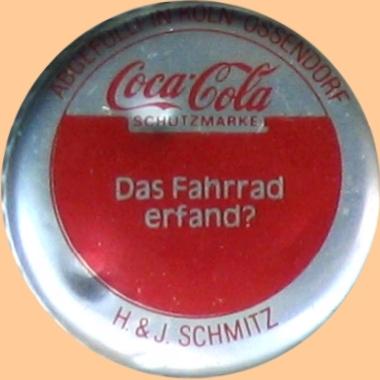 ABGEFÜLLT IN KÖLN-OSSENDORF
Coca-Cola
SCHUTZMARKE
Das Fahrrad
erfand?
H. & J. SCHMITZ